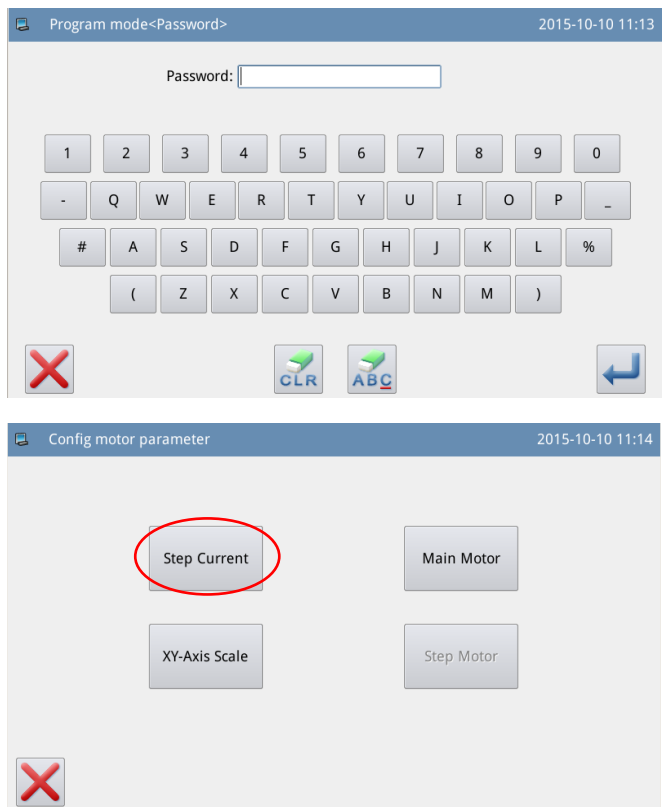 Program mode<Password> 2015-10-10 11:13
Password:
1 2 3 4 5 6 7 8 9 0
- Q W E R T Y U I O P _
# A S D F G H J K L %
( Z X C V B N M )
CLR ABC
Config motor parameter 2015-10-10 11:14
Step Current Main Motor
XY-Axis Scale Step Motor